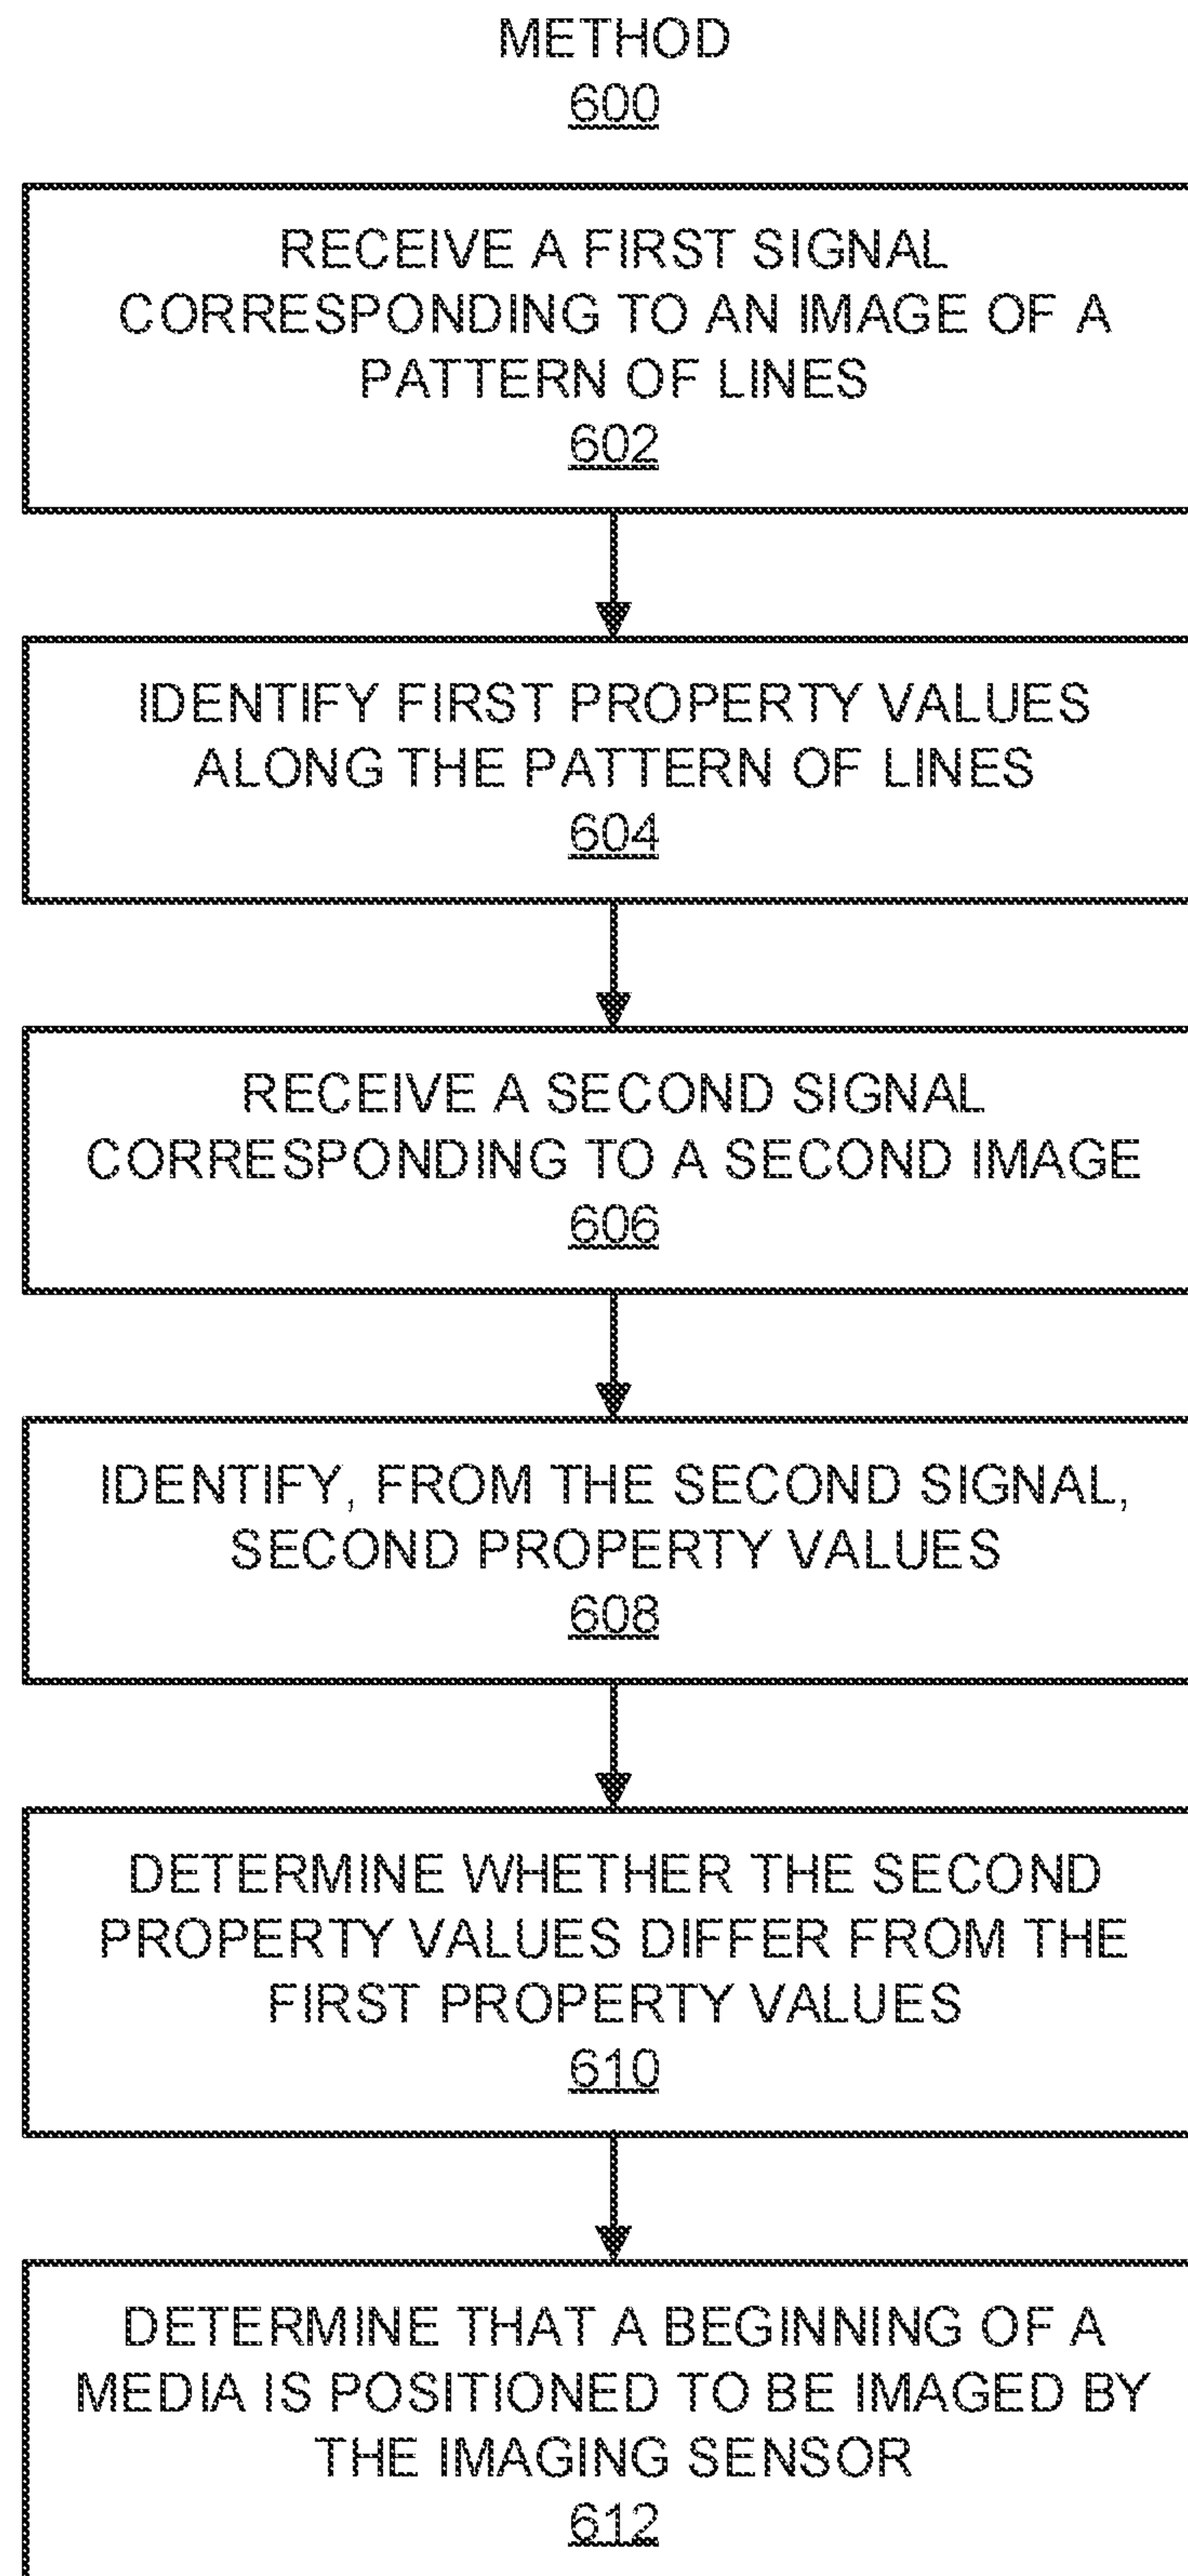 METHOD
600
RECEIVE A FIRST SIGNAL
CORRESPONDING TO AN IMAGE OF A
PATTERN OF LINES
602
IDENTIFY FIRST PROPERTY VALUES
ALONG THE PATTERN OF LINES
604
RECEIVE A SECOND SIGNAL
CORRESPONDING TO A SECOND IMAGE
606
IDENTIFY, FROM THE SECOND SIGNAL,
SECOND PROPERTY VALUES
608
DETERMINE WHETHER THE SECOND
PROPERTY VALUES DIFFER FROM THE
FIRST PROPERTY VALUES
610
DETERMINE THAT A BEGINNING OF A
MEDIA IS POSITIONED TO BE IMAGED BY
THE IMAGING SENSOR
612